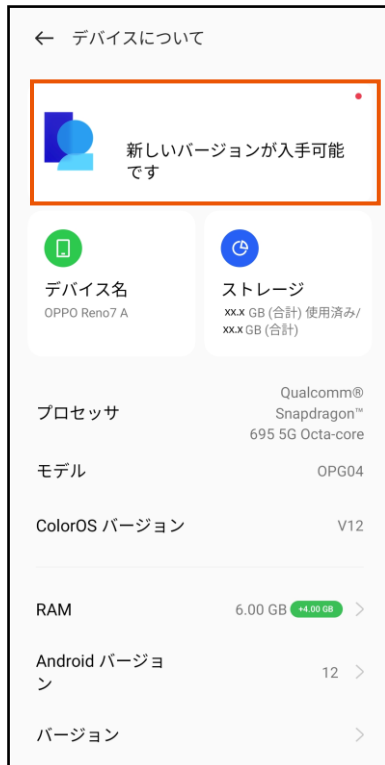 ← デバイスについて
新しいバージョンが入手可能
です
デバイス名
OPPO Reno7 A
ストレージ
xx.x GB (合計) 使用済み/
xx.x GB (合計)
プロセッサ
Qualcomm®
Snapdragon™
695 5G Octa-core
モデル
OPG04
ColorOS バージョン
V12
RAM
6.00 GB +4.00 GB
Android バージョ
ン
12
バージョン